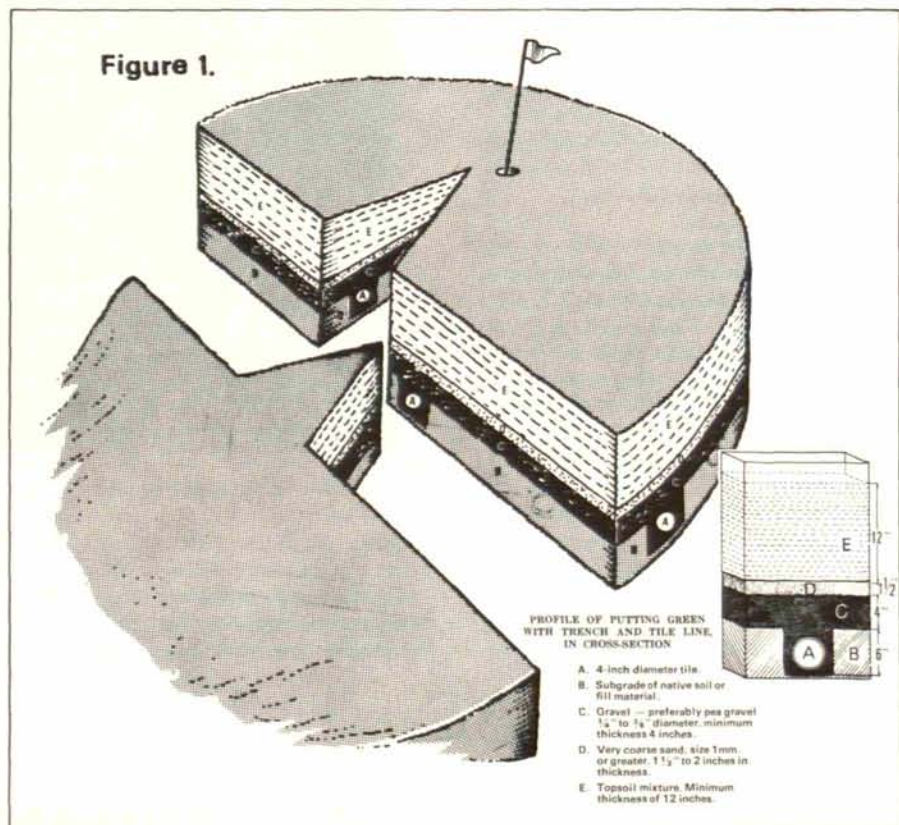 Figure 1.
E
E
C
C
B
A
E
E
A
D
C
C
B
A
B
12"
E
1½"
D
4"
C
A
B
6"
PROFILE OF PUTTING GREEN
WITH TRENCH AND TILE LINE,
IN CROSS-SECTION
A. 4-inch diameter tile.
B. Subgrade of native soil or
fill material.
C. Gravel — preferably pea gravel
¼" to ⅜" diameter, minimum
thickness 4 inches.
D. Very coarse sand, size 1mm.
or greater, 1½" to 2 inches in
thickness.
E. Topsoil mixture. Minimum
thickness of 12 inches.